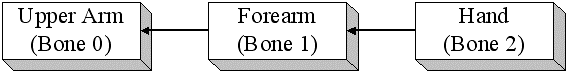 Upper Arm
(Bone 0)
Forearm
(Bone 1)
Hand
(Bone 2)